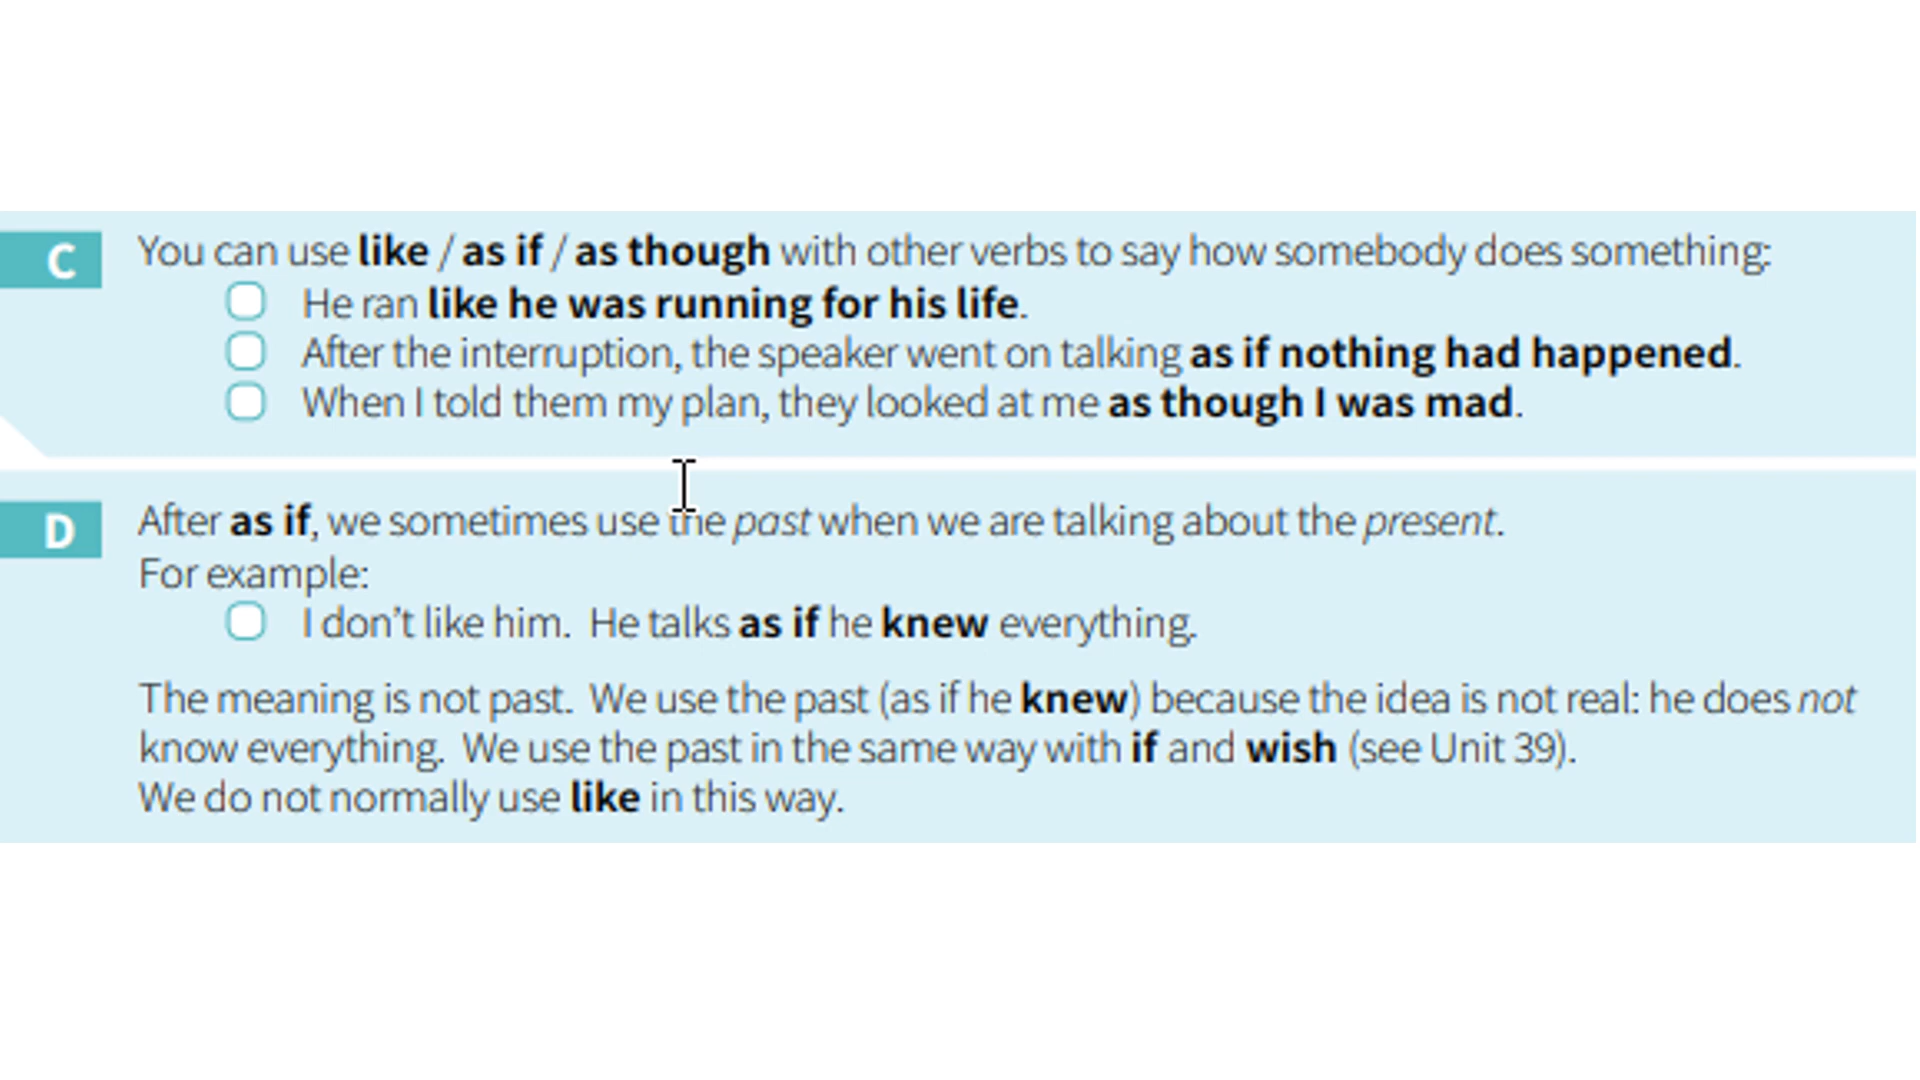 C You can use like / as if / as though with other verbs to say how somebody does something:
He ran like he was running for his life.
After the interruption, the speaker went on talking as if nothing had happened.
When I told them my plan, they looked at me as though I was mad.
D After as if, we sometimes use the past when we are talking about the present.
For example:
I don’t like him. He talks as if he knew everything.
The meaning is not past. We use the past (as if he knew) because the idea is not real: he does not
know everything. We use the past in the same way with if and wish (see Unit 39).
We do not normally use like in this way.